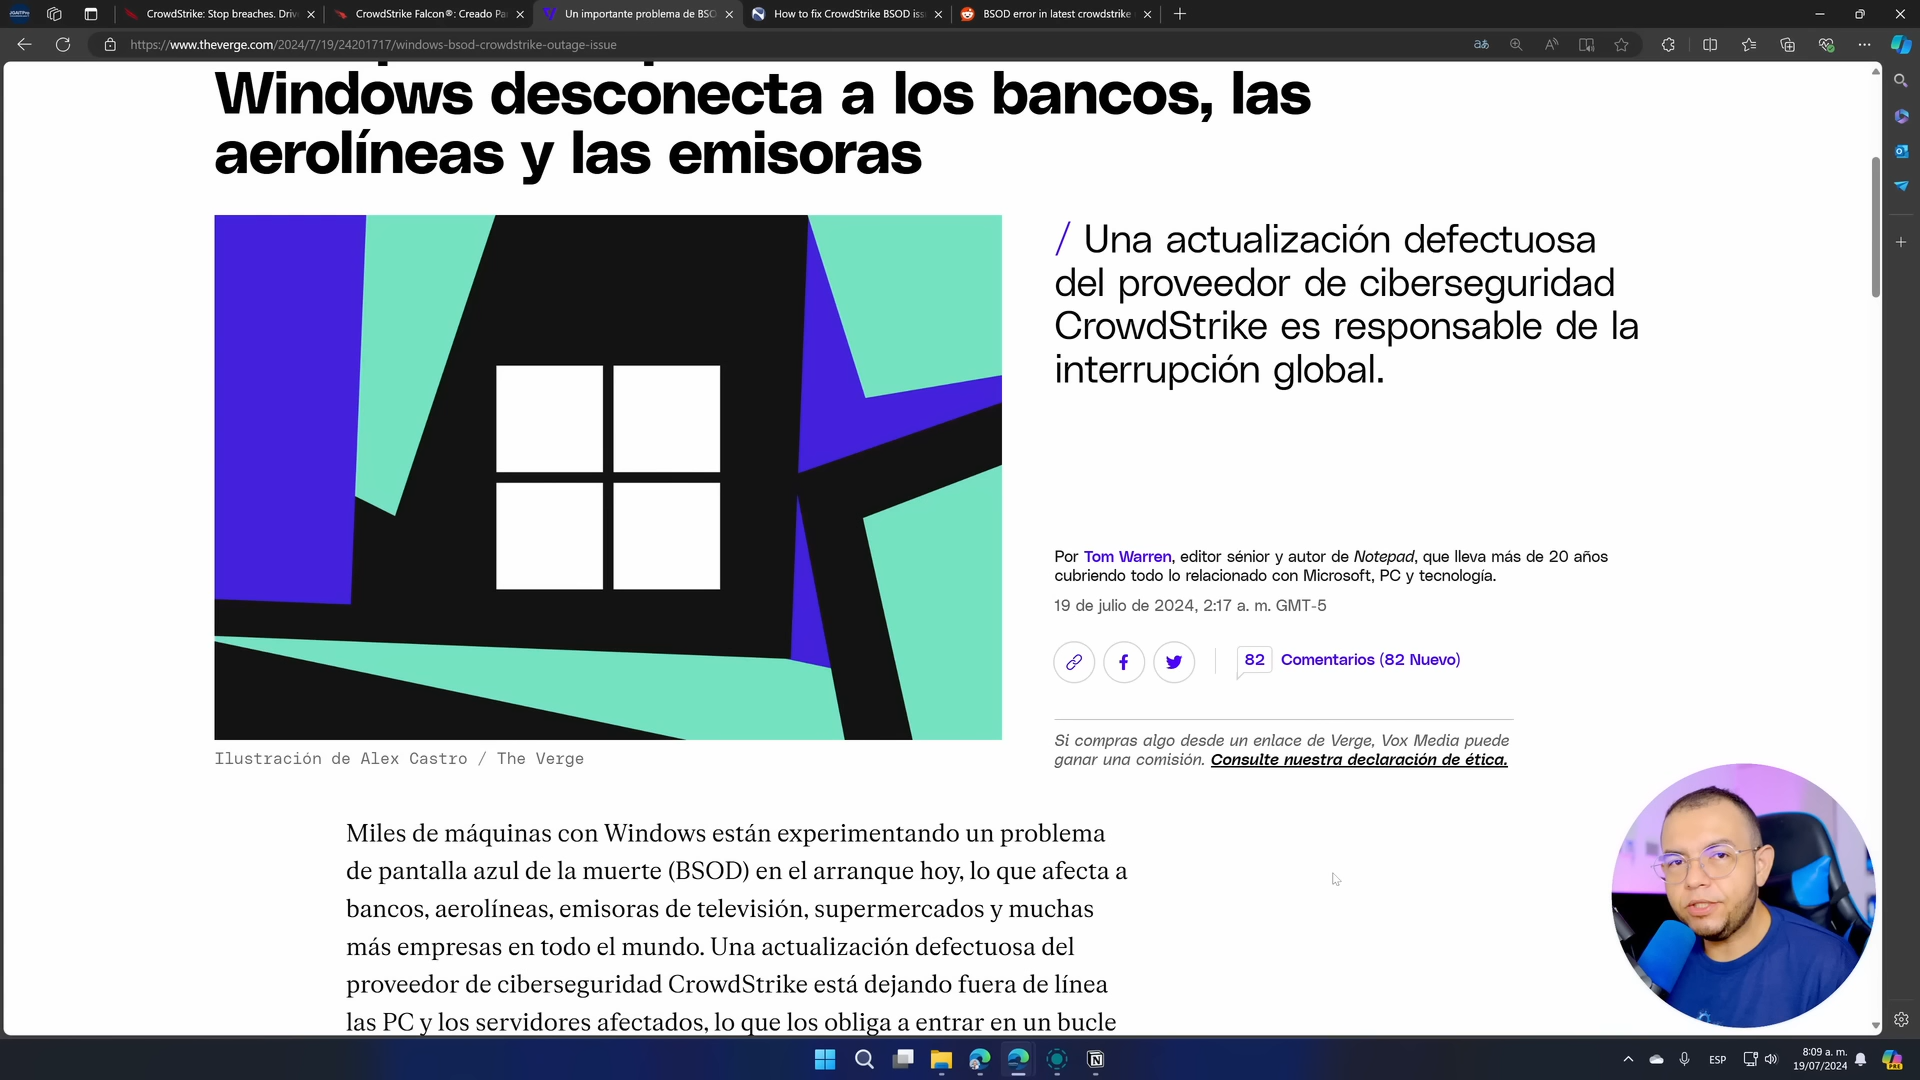 CrowdStrike: Stop breaches. Driv
CrowdStrike Falcon®: Creado Pa
Un importante problema de BSO
How to fix CrowdStrike BSOD iss
BSOD error in latest crowdstrike
https://www.theverge.com/2024/7/19/24201717/windows-bsod-crowdstrike-outage-issue
Windows desconecta a los bancos, las
aerolíneas y las emisoras
/ Una actualización defectuosa
del proveedor de ciberseguridad
CrowdStrike es responsable de la
interrupción global.
Por Tom Warren, editor sénior y autor de Notepad, que lleva más de 20 años
cubriendo todo lo relacionado con Microsoft, PC y tecnología.
19 de julio de 2024, 2:17 a. m. GMT-5
82 Comentarios (82 Nuevo)
Si compras algo desde un enlace de Verge, Vox Media puede
ganar una comisión. Consulte nuestra declaración de ética.
Ilustración de Alex Castro / The Verge
Miles de máquinas con Windows están experimentando un problema
de pantalla azul de la muerte (BSOD) en el arranque hoy, lo que afecta a
bancos, aerolíneas, emisoras de televisión, supermercados y muchas
más empresas en todo el mundo. Una actualización defectuosa del
proveedor de ciberseguridad CrowdStrike está dejando fuera de línea
las PC y los servidores afectados, lo que los obliga a entrar en un bucle
ESP
8:09 a. m.
19/07/2024